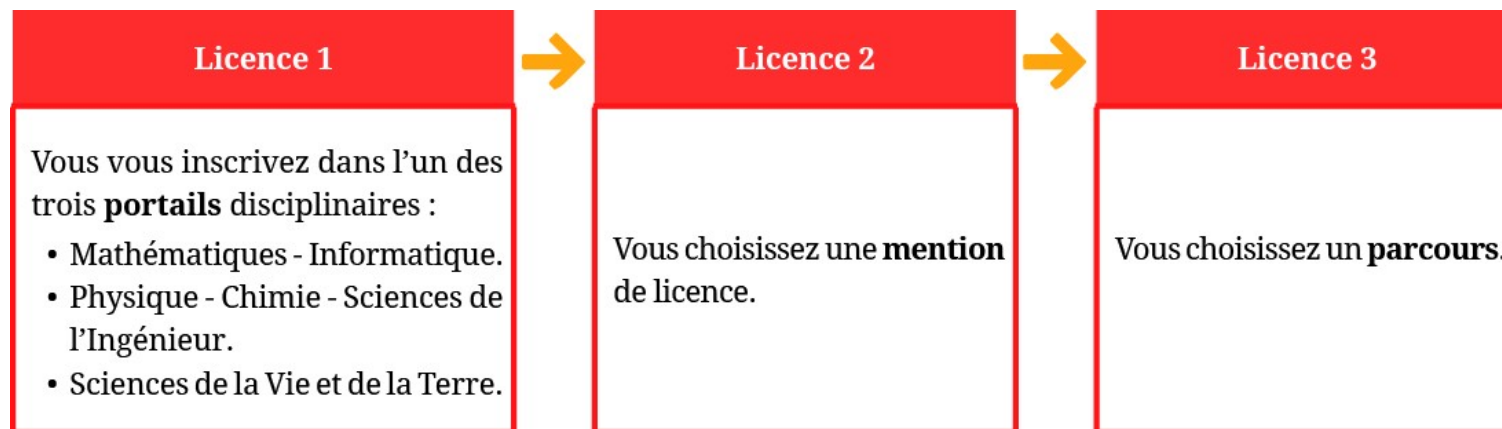 Licence 1
Vous vous inscrivez dans l’un des
trois portails disciplinaires :
• Mathématiques - Informatique.
• Physique - Chimie - Sciences de
l’Ingénieur.
• Sciences de la Vie et de la Terre.
Licence 2
Vous choisissez une mention
de licence.
Licence 3
Vous choisissez un parcours.